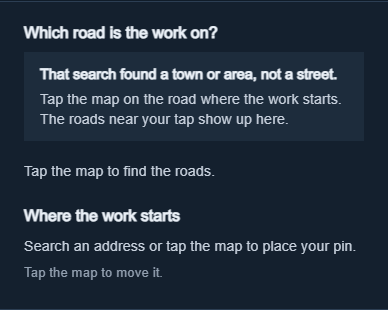 Which road is the work on?
That search found a town or area, not a street.
Tap the map on the road where the work starts.
The roads near your tap show up here.
Tap the map to find the roads.
Where the work starts
Search an address or tap the map to place your pin.
Tap the map to move it.